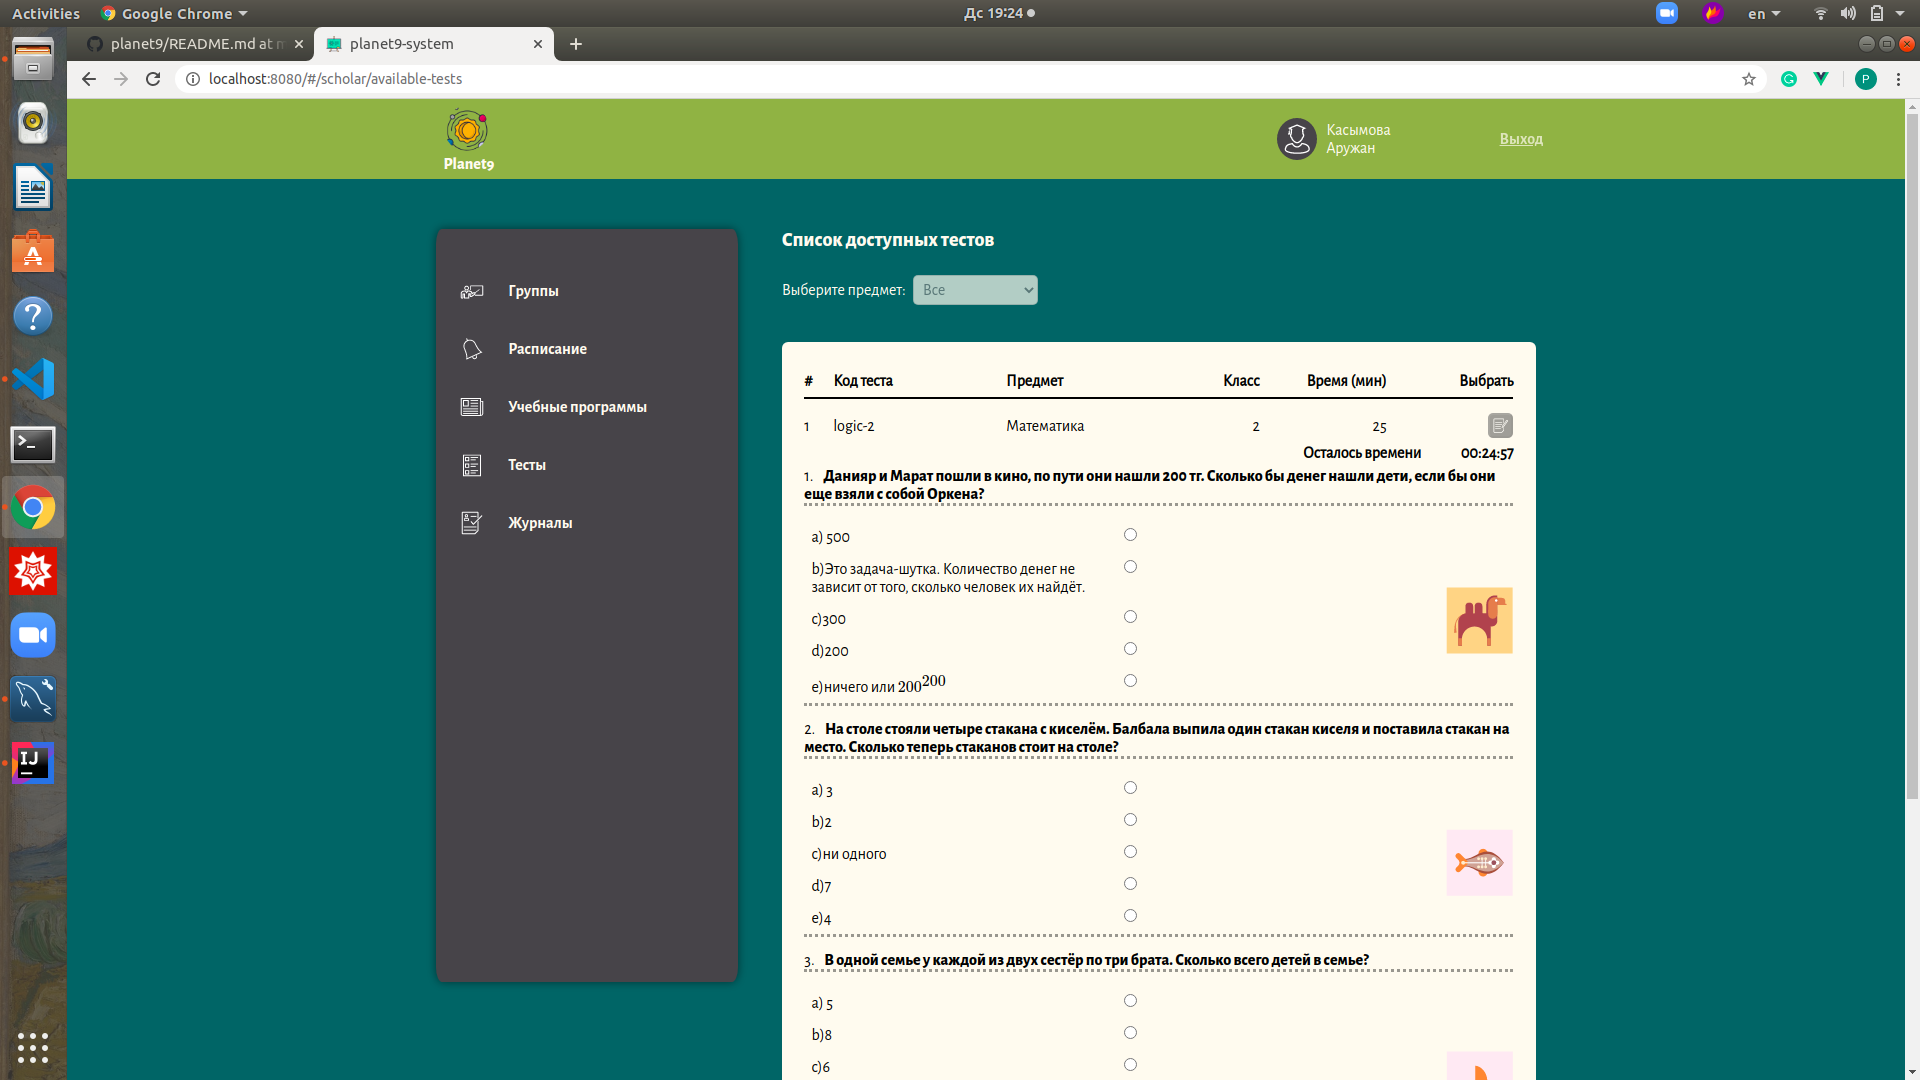 Activities
Google Chrome
Дс 19:24
en
planet9/README.md at m
planet9-system
localhost:8080/#/scholar/available-tests
P
Planet9
Касымова
Аружан
Выход
Группы
Расписание
Учебные программы
Тесты
Журналы
Список доступных тестов
Выберите предмет: Все
# Код теста Предмет Класс Время (мин) Выбрать
1 logic-2 Математика 2 25
Осталось времени 00:24:57
1. Данияр и Марат пошли в кино, по пути они нашли 200 тг. Сколько бы денег нашли дети, если бы они
еще взяли с собой Оркена?
a) 500
b)Это задача-шутка. Количество денег не
зависит от того, сколько человек их найдёт.
c)300
d)200
e)ничего или 200^200
2. На столе стояли четыре стакана с киселём. Балбала выпила один стакан киселя и поставила стакан на
место. Сколько теперь стаканов стоит на столе?
a) 3
b)2
c)ни одного
d)7
e)4
3. В одной семье у каждой из двух сестёр по три брата. Сколько всего детей в семье?
a) 5
b)8
c)6
IJ